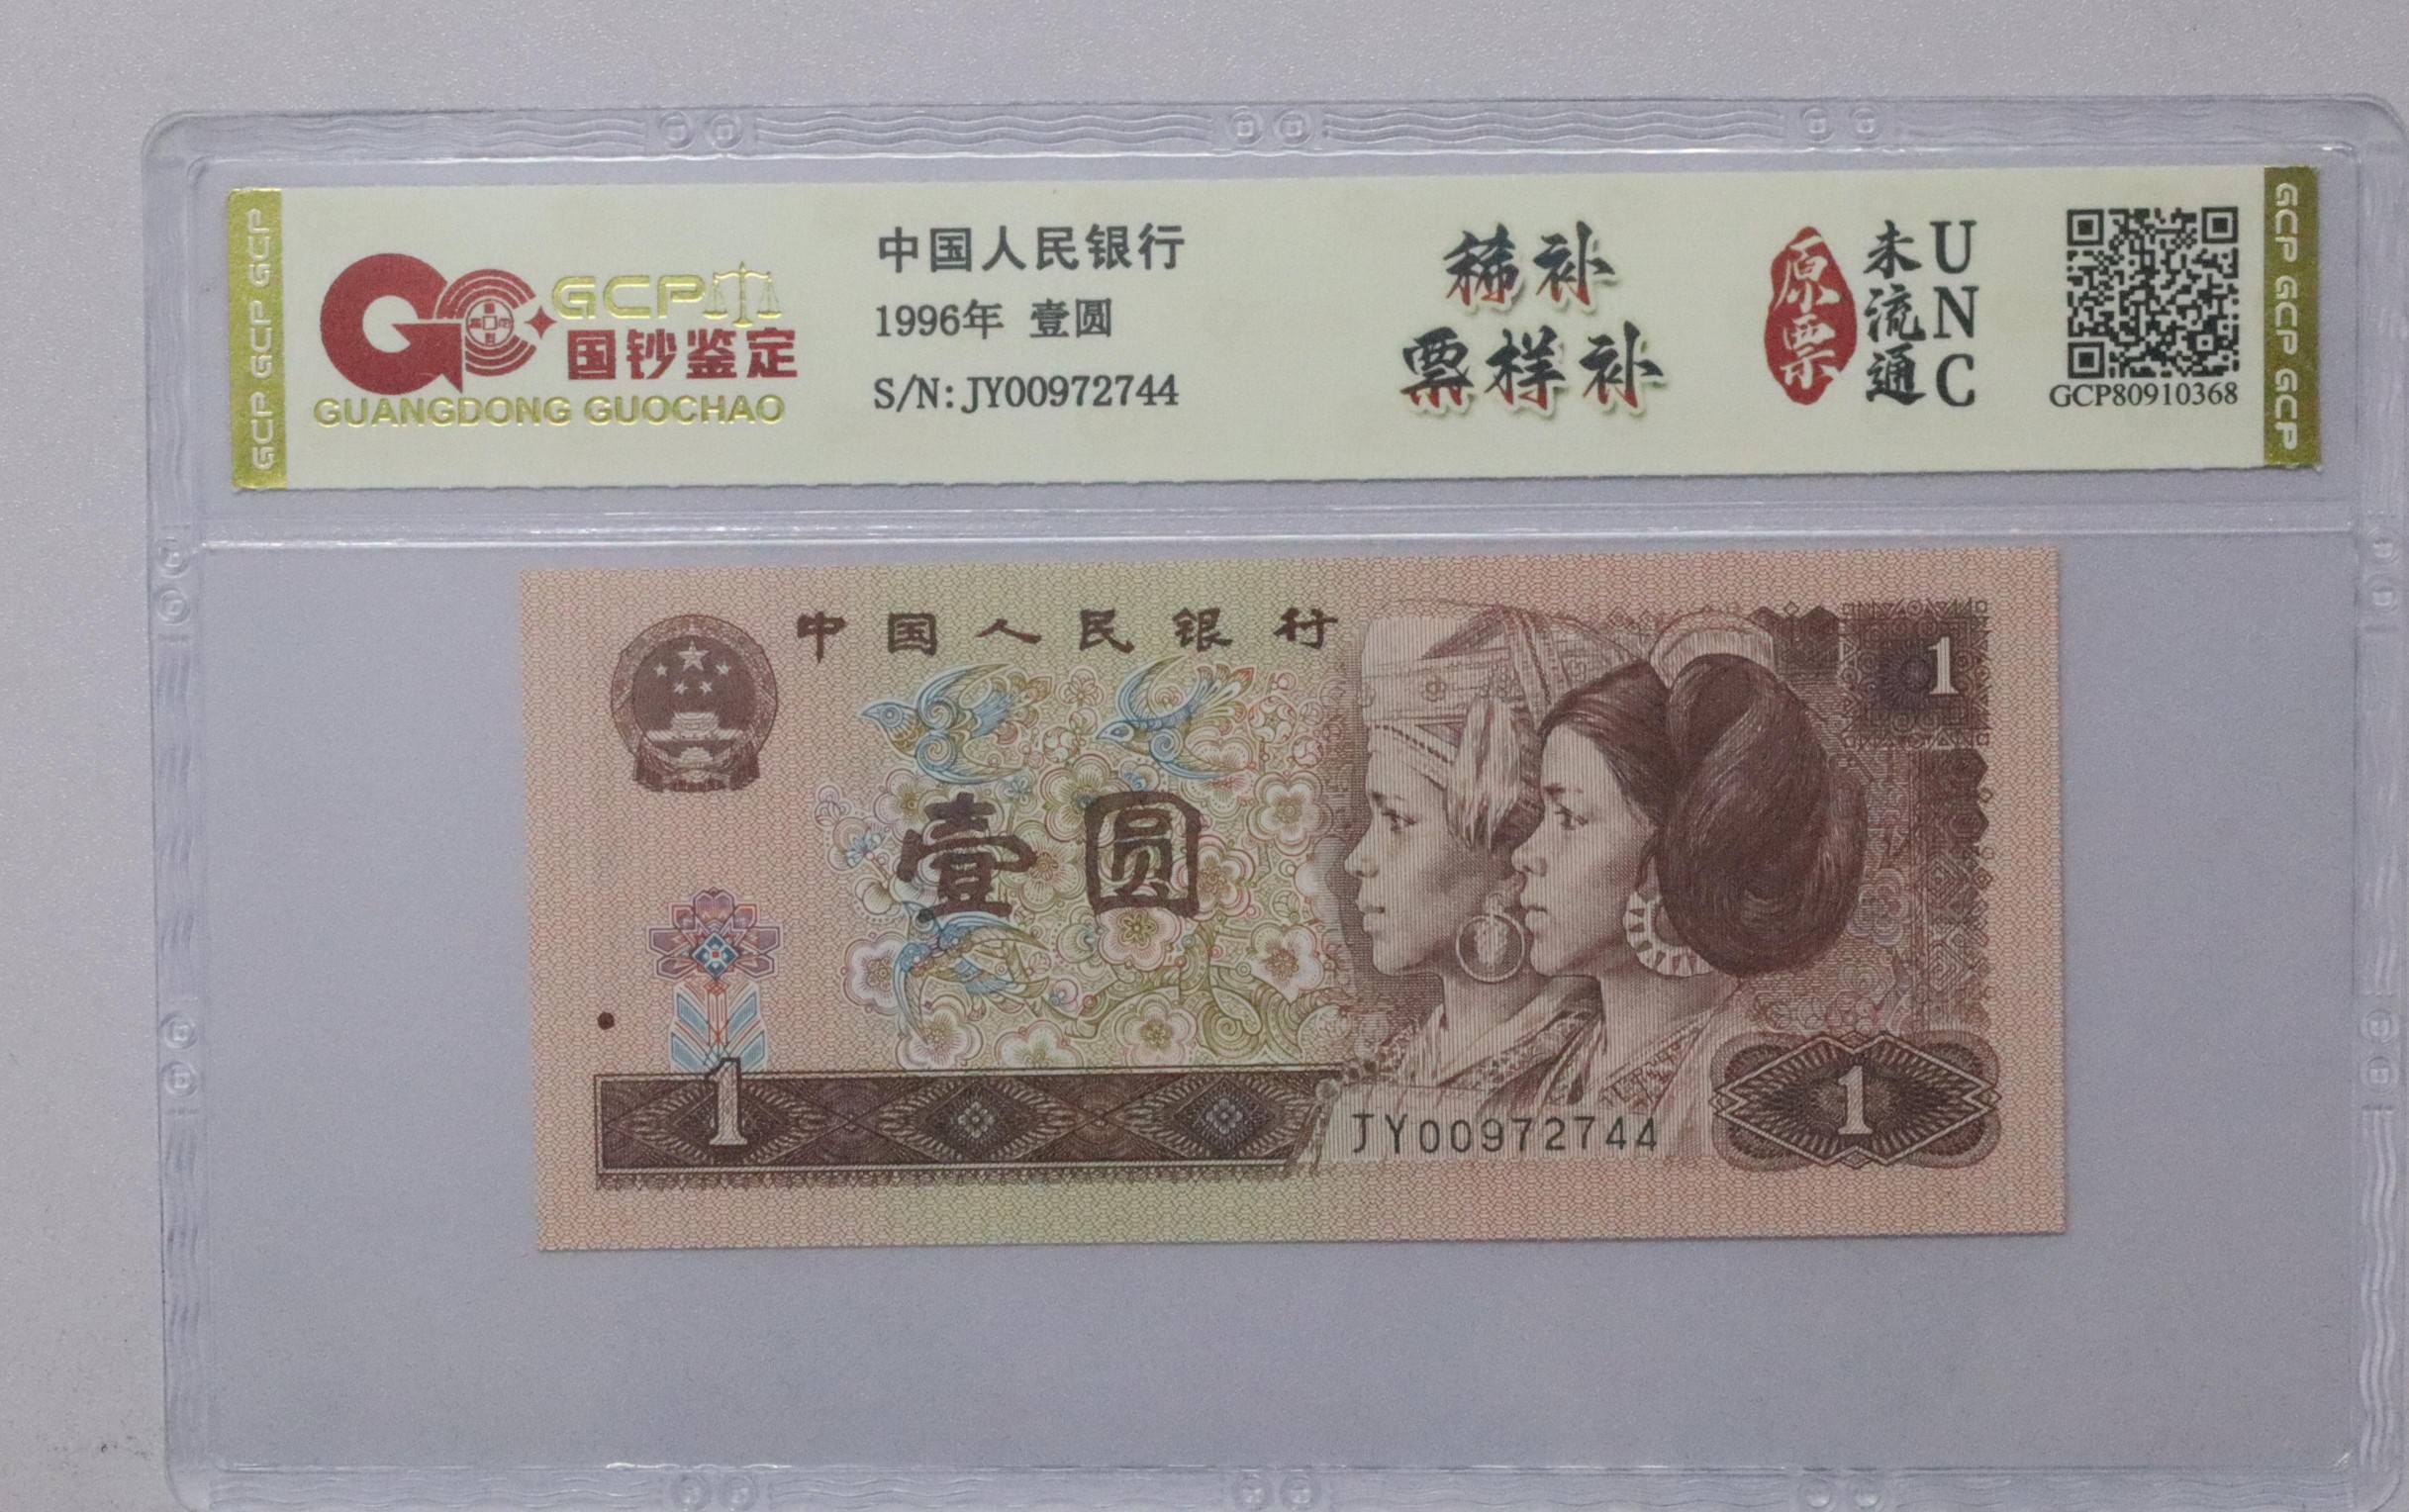 GCP GCP GCP
GCP
国钞鉴定
GUANGDONG GUOCHAO
中国人民银行
1996年 壹圆
S/N: JY00972744
稀补
票样补
原票
未流通
UNC
GCP80910368
GCP GCP GCP
中国人民银行
1
壹圆
1
JY00972744
1